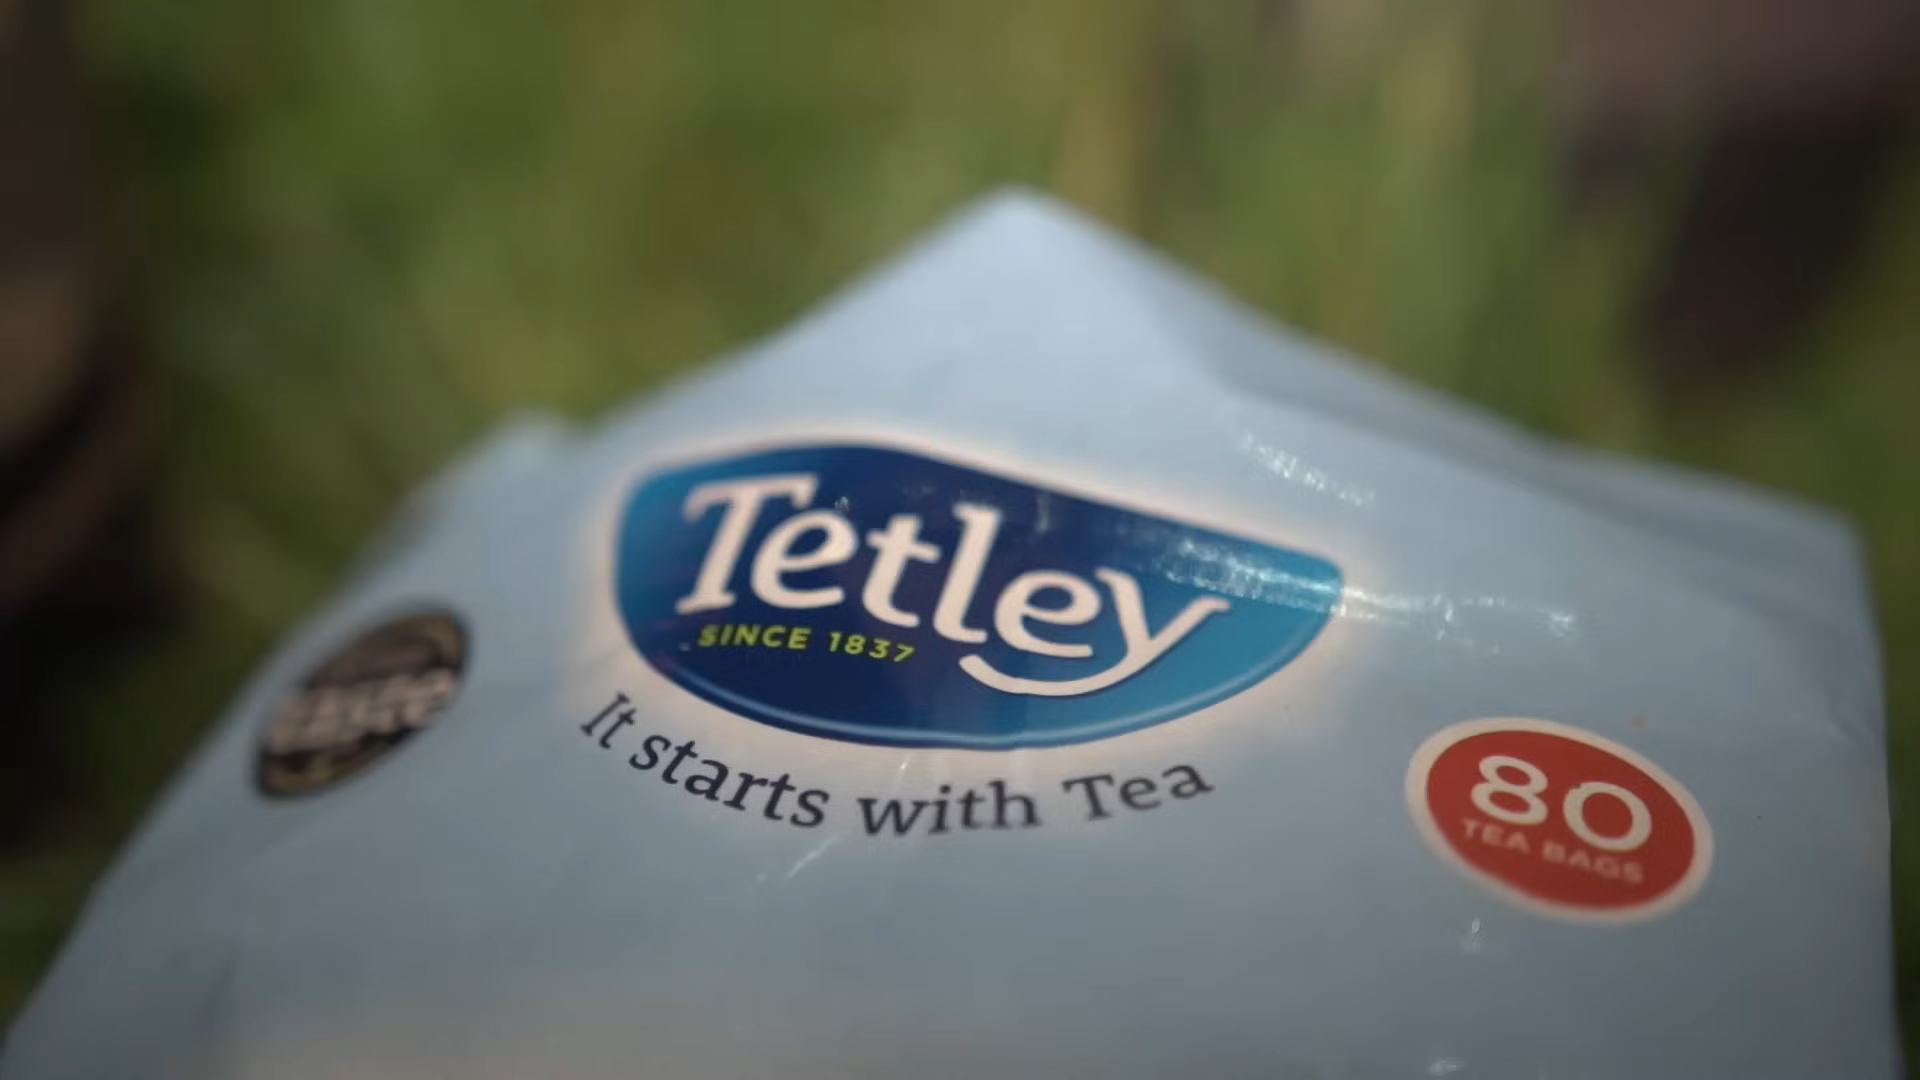 Tetley
SINCE 1837
It starts with Tea
80
TEA BAGS